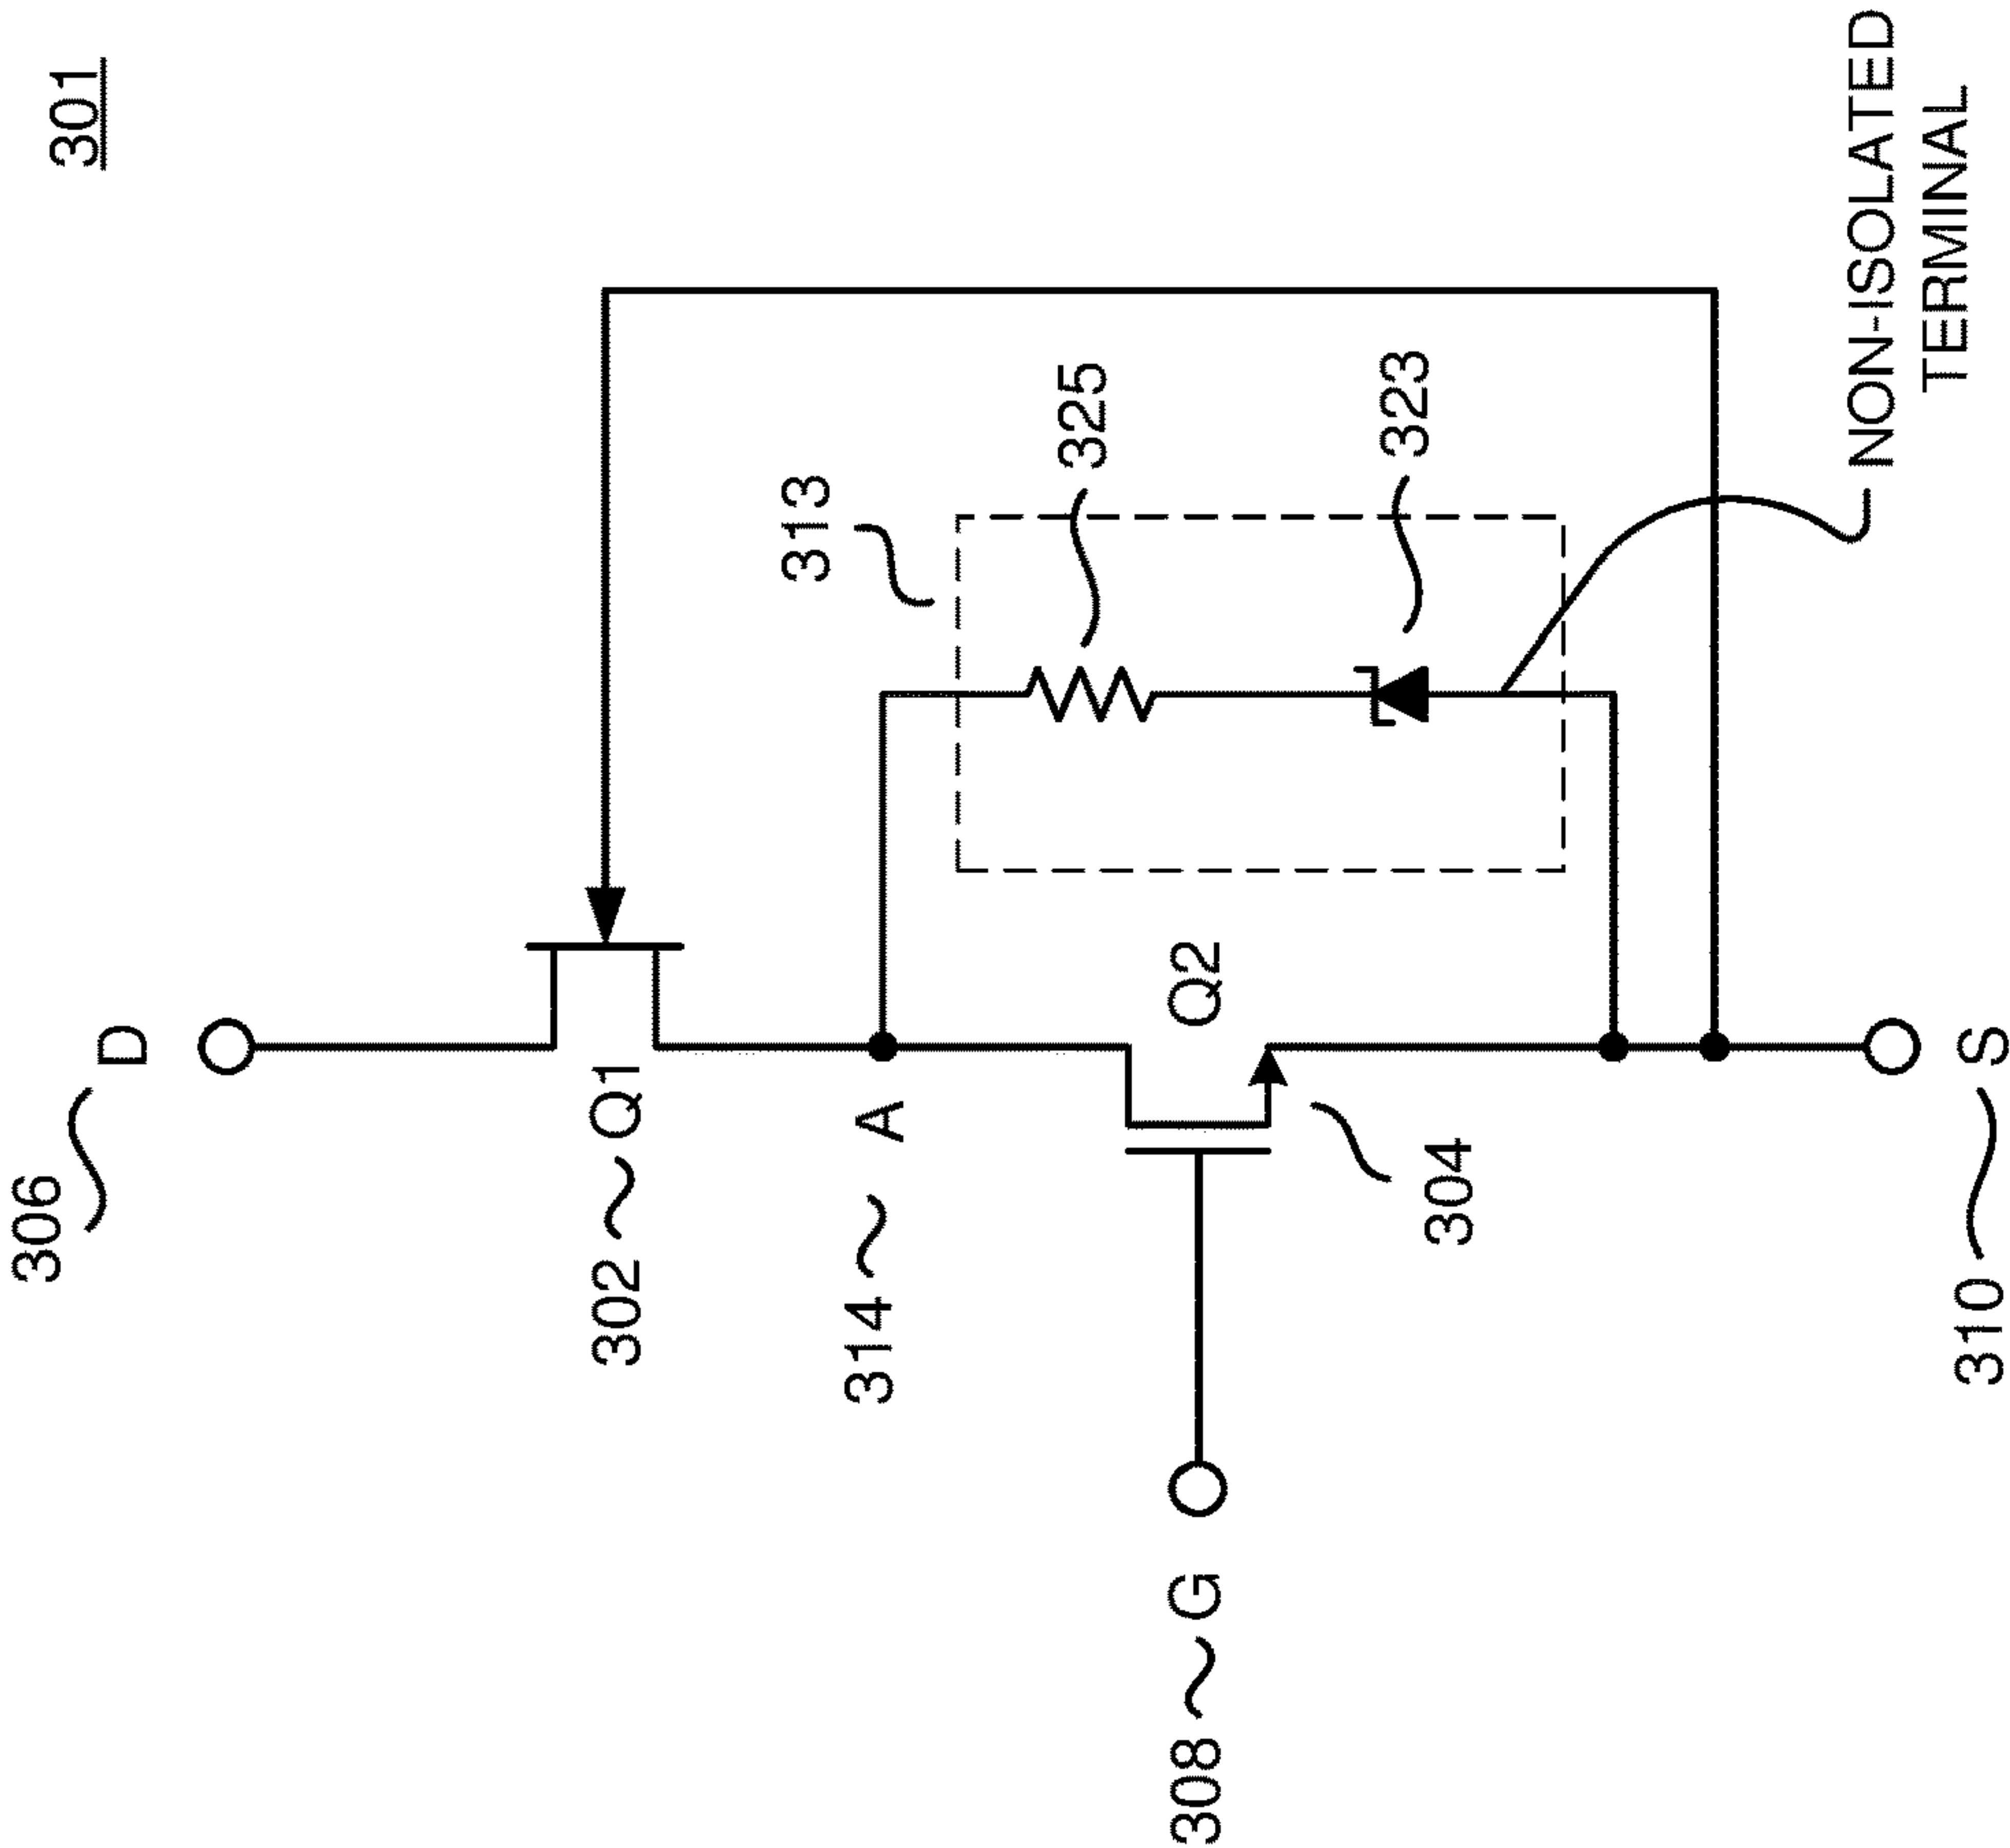 301
306
D
302
Q1
314
A
313
325
323
Q2
304
308
G
310
S
NON-ISOLATED
TERMINAL